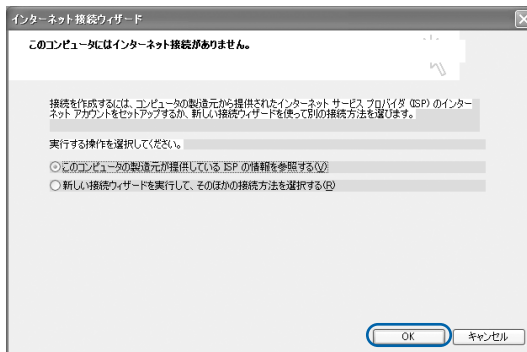 インターネット接続ウィザード
このコンピュータにはインターネット接続がありません。
接続を作成するには、コンピュータの製造元から提供されたインターネット サービス プロバイダ (ISP) のインター
ネット アカウントをセットアップするか、新しい接続ウィザードを使って別の接続方法を選びます。
実行する操作を選択してください。
このコンピュータの製造元が提供している ISP の情報を参照する(V)
新しい接続ウィザードを実行して、そのほかの接続方法を選択する(R)
OK キャンセル